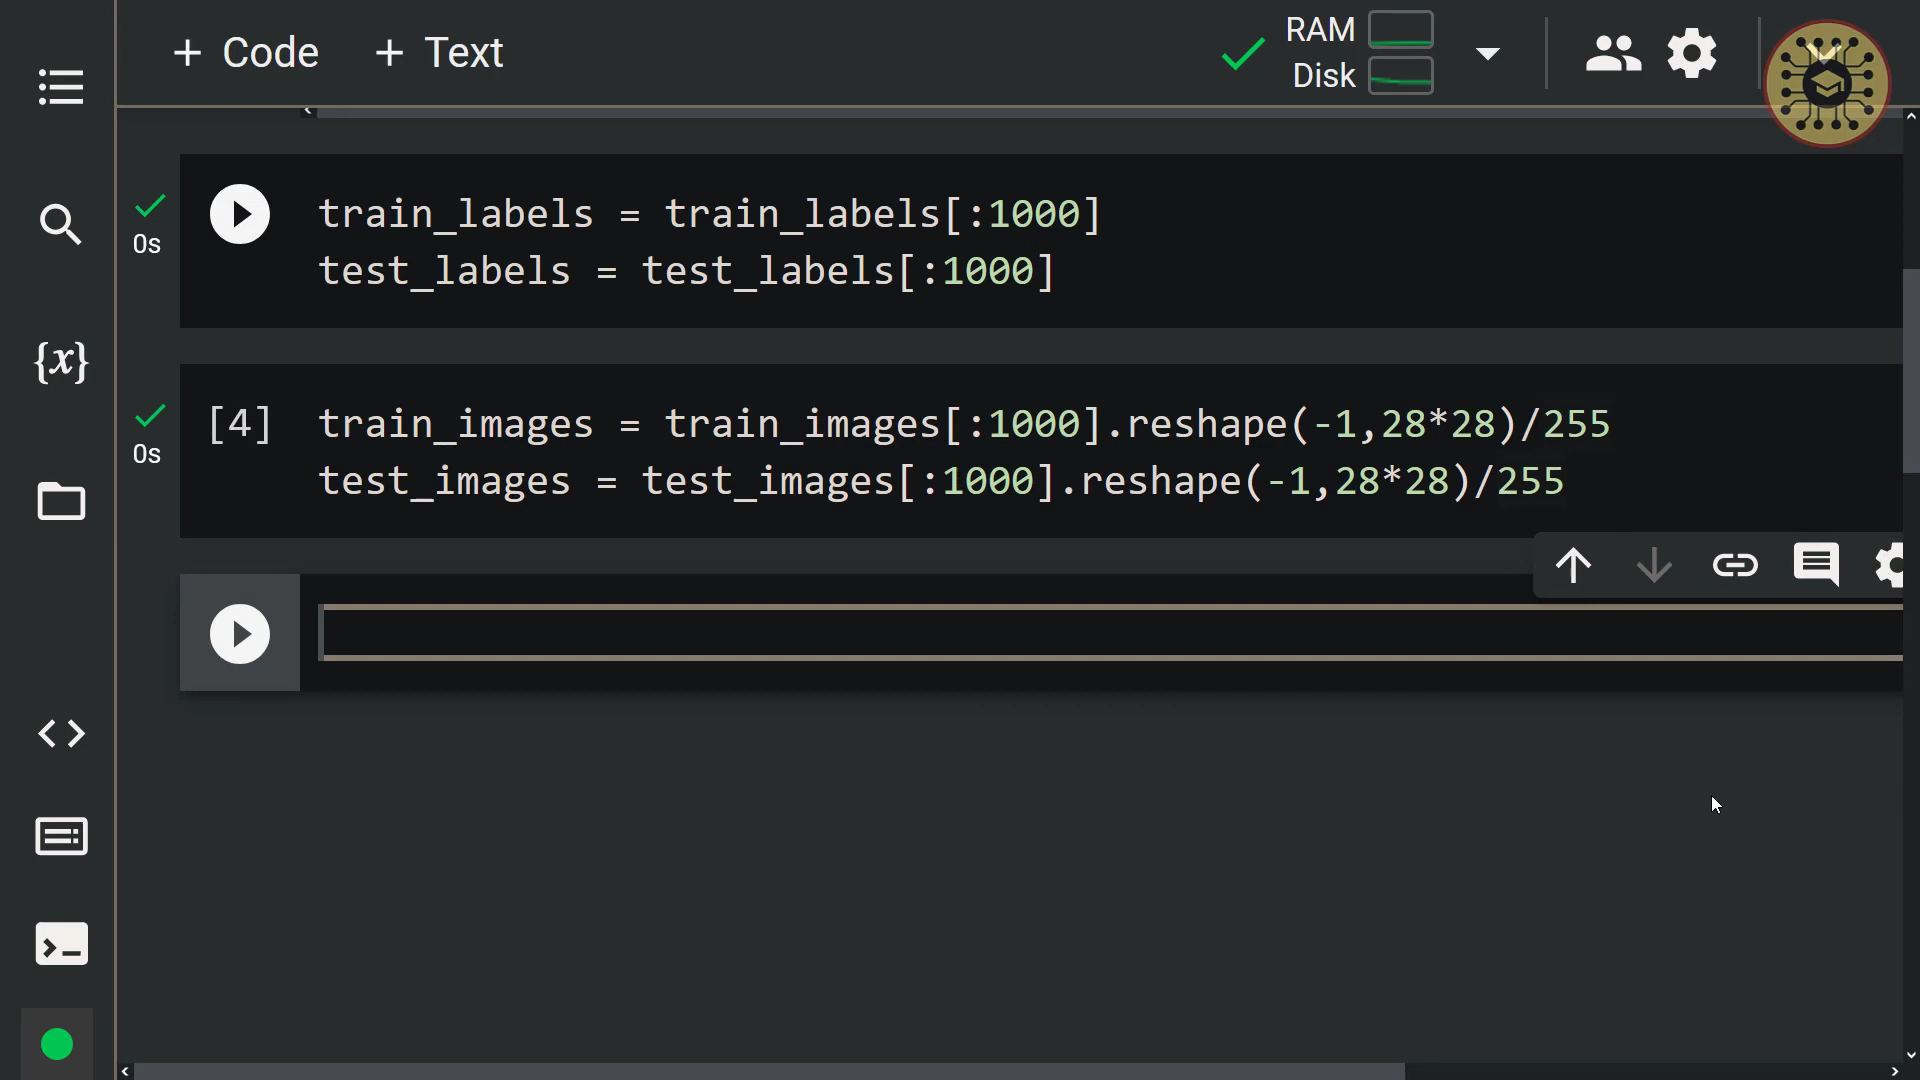 + Code + Text
RAM
Disk
0s
train_labels = train_labels[:1000]
test_labels = test_labels[:1000]
{x}
0s
[4]
train_images = train_images[:1000].reshape(-1,28*28)/255
test_images = test_images[:1000].reshape(-1,28*28)/255